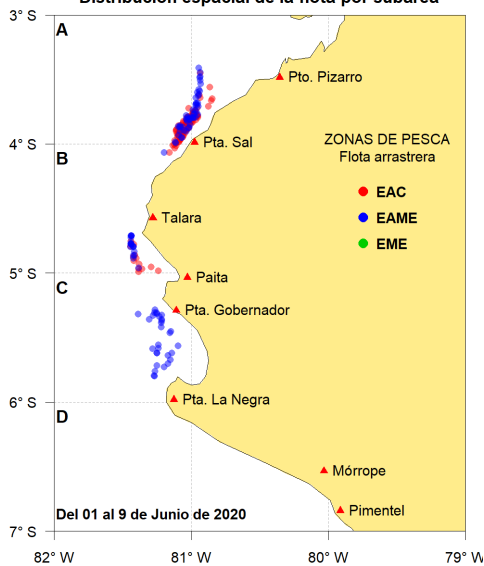 Distribución espacial de la flota por subárea
3° S
A
Pto. Pizarro
4° S
Pta. Sal
B
ZONAS DE PESCA
Flota arrastrera
EAC
Talara
EAME
EME
5° S
Paita
C
Pta. Gobernador
6° S
Pta. La Negra
D
Mórrope
Pimentel
Del 01 al 9 de Junio de 2020
7° S
82° W
81° W
80° W
79° W